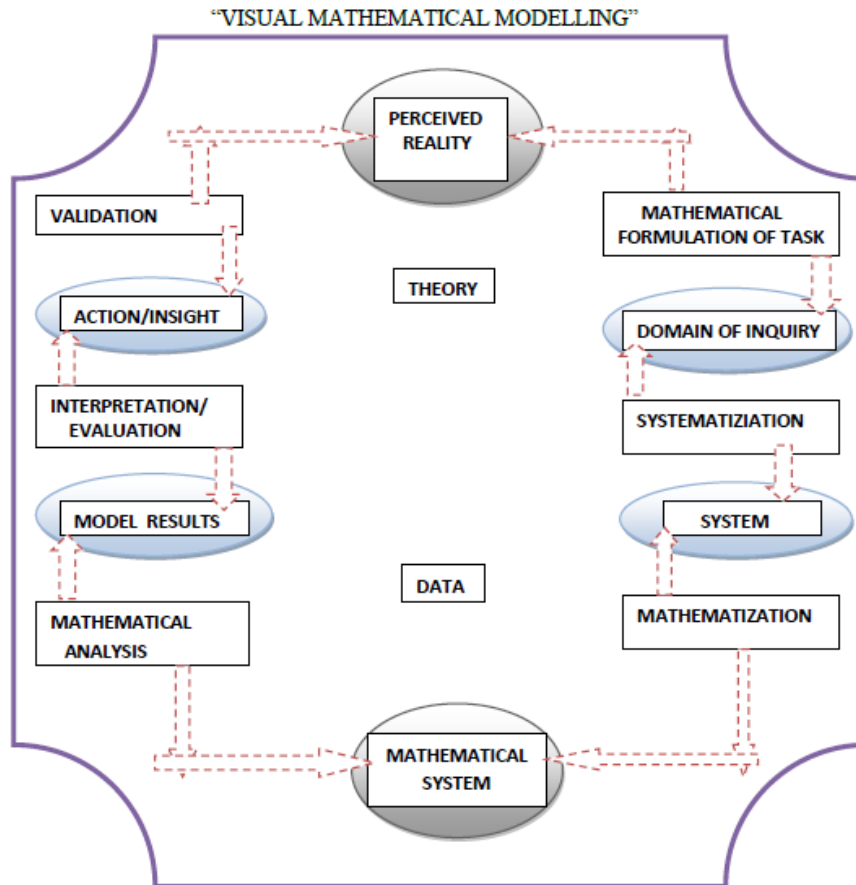 “VISUAL MATHEMATICAL MODELLING”
PERCEIVED
REALITY
VALIDATION
MATHEMATICAL
FORMULATION OF TASK
THEORY
ACTION/INSIGHT
DOMAIN OF INQUIRY
INTERPRETATION/
EVALUATION
SYSTEMATIZIATION
MODEL RESULTS
SYSTEM
DATA
MATHEMATICAL
ANALYSIS
MATHEMATIZATION
MATHEMATICAL
SYSTEM